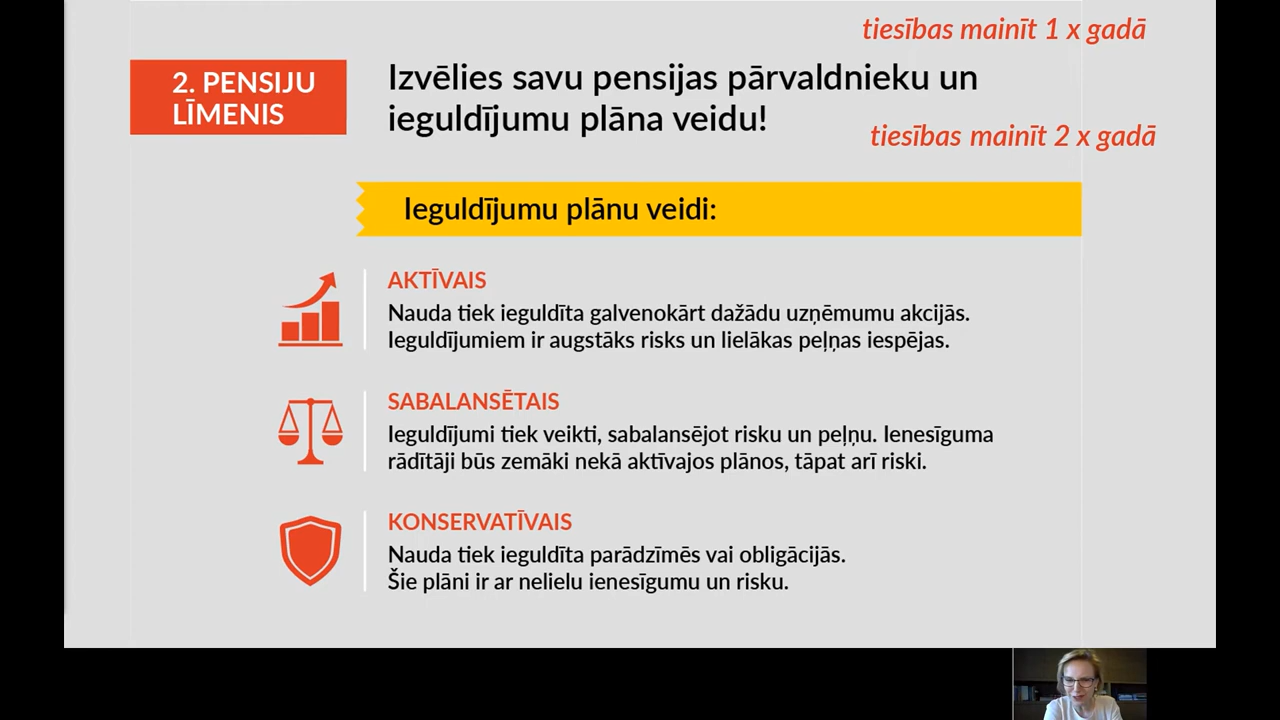 tiesības mainīt 1 x gadā
2. PENSIJU
LĪMENIS
Izvēlies savu pensijas pārvaldnieku un
ieguldījumu plāna veidu!
tiesības mainīt 2 x gadā
Ieguldījumu plānu veidi:
AKTĪVAIS
Nauda tiek ieguldīta galvenokārt dažādu uzņēmumu akcijās.
Ieguldījumiem ir augstāks risks un lielākas peļņas iespējas.
SABALANSĒTAIS
Ieguldījumi tiek veikti, sabalansējot risku un peļņu. Ienesīguma
rādītāji būs zemāki nekā aktīvajos plānos, tāpat arī riski.
KONSERVATĪVAIS
Nauda tiek ieguldīta parādzīmēs vai obligācijās.
Šie plāni ir ar nelielu ienesīgumu un risku.